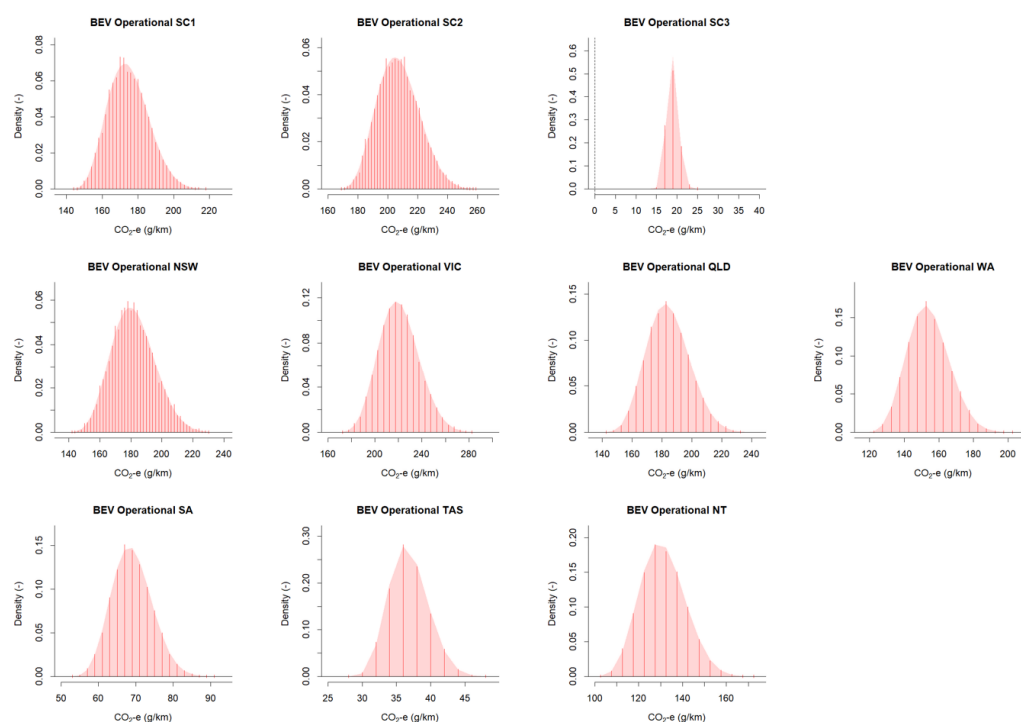 BEV Operational SC1
Density (-)
0.08
0.06
0.04
0.02
0.00
140 160 180 200 220
CO₂-e (g/km)
BEV Operational SC2
Density (-)
0.06
0.04
0.02
0.00
160 180 200 220 240 260
CO₂-e (g/km)
BEV Operational SC3
Density (-)
0.6
0.5
0.4
0.3
0.2
0.1
0.0
0 5 10 15 20 25 30 35 40
CO₂-e (g/km)
BEV Operational NSW
Density (-)
0.06
0.04
0.02
0.00
140 160 180 200 220 240
CO₂-e (g/km)
BEV Operational VIC
Density (-)
0.12
0.08
0.04
0.00
160 200 240 280
CO₂-e (g/km)
BEV Operational QLD
Density (-)
0.15
0.10
0.05
0.00
140 160 180 200 220 240
CO₂-e (g/km)
BEV Operational WA
Density (-)
0.15
0.10
0.05
0.00
120 140 160 180 200
CO₂-e (g/km)
BEV Operational SA
Density (-)
0.15
0.10
0.05
0.00
50 60 70 80 90
CO₂-e (g/km)
BEV Operational TAS
Density (-)
0.30
0.20
0.10
0.00
25 30 35 40 45
CO₂-e (g/km)
BEV Operational NT
Density (-)
0.20
0.15
0.10
0.05
0.00
100 120 140 160
CO₂-e (g/km)